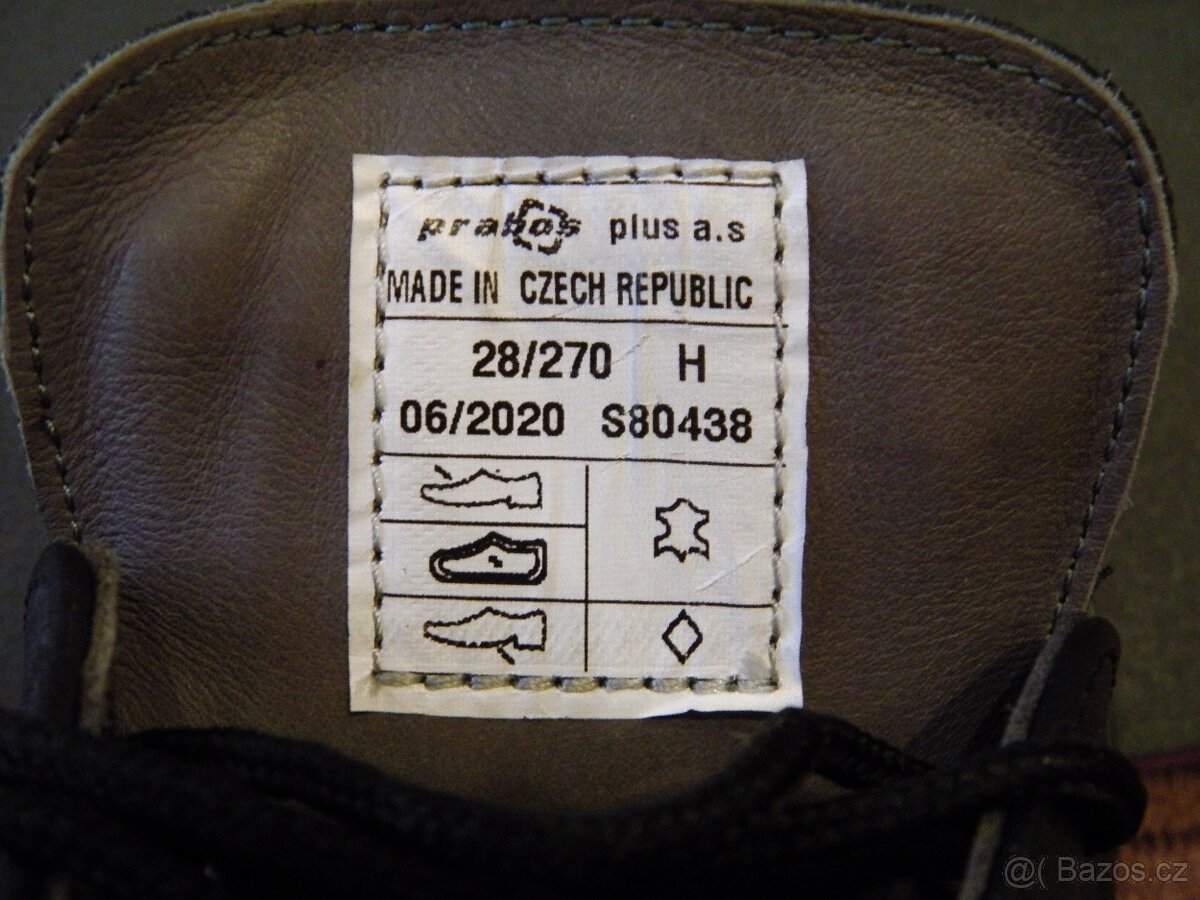 prabos plus a.s
MADE IN CZECH REPUBLIC
28/270 H
06/2020 S80438
@( Bazos.cz